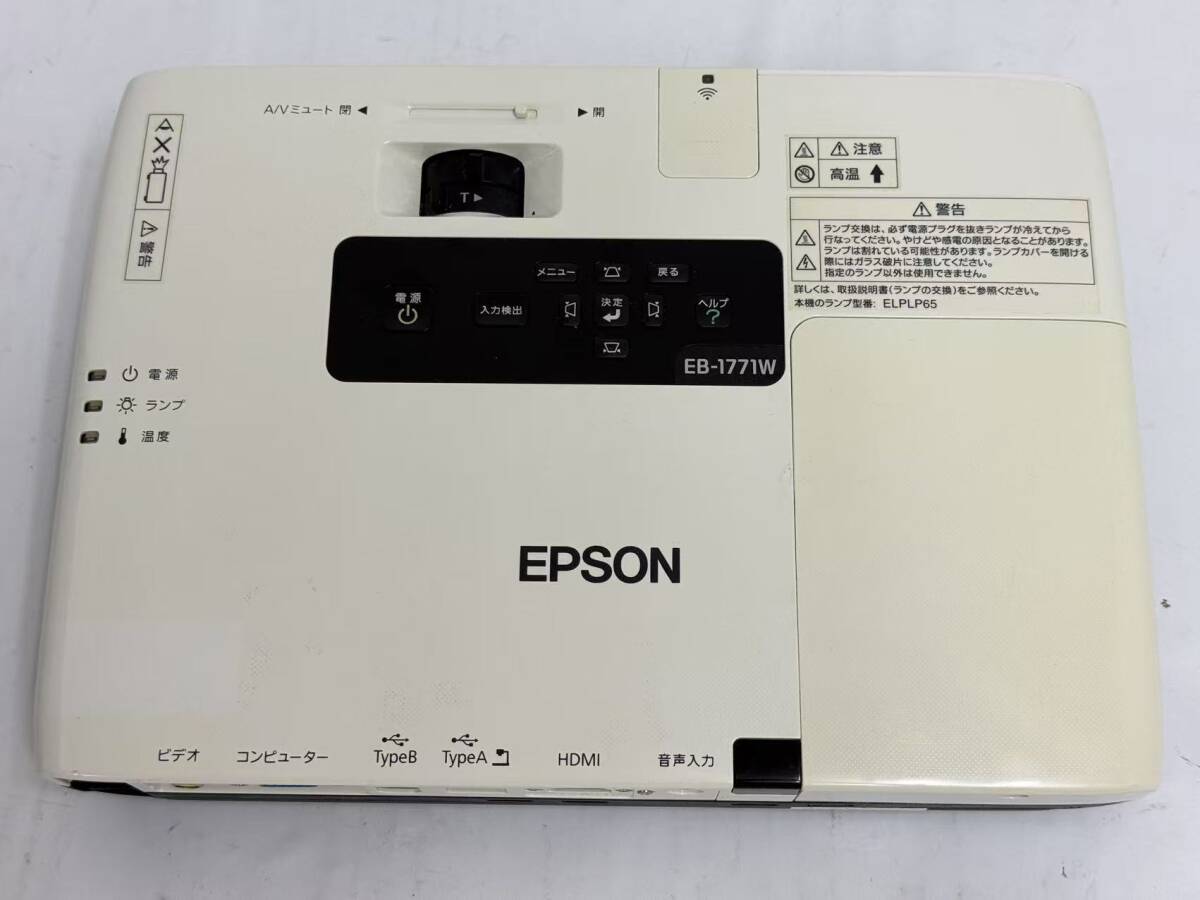 A/Vミュート 閉 ◀ ▶ 開
警告
T▶
注意
高温
警告
ランプ交換は、必ず電源プラグを抜きランプが冷えてから
行なってください。やけどや感電の原因となることがあります。
ランプは割れている可能性があります。ランプカバーを開ける
際にはガラス破片に注意してください。
指定のランプ以外は使用できません。
詳しくは、取扱説明書(ランプの交換)をご参照ください。
本機のランプ型番: ELPLP65
メニュー
戻る
電源
入力検出
決定
ヘルプ
?
EB-1771W
電源
ランプ
温度
EPSON
ビデオ
コンピューター
TypeB
TypeA
HDMI
音声入力